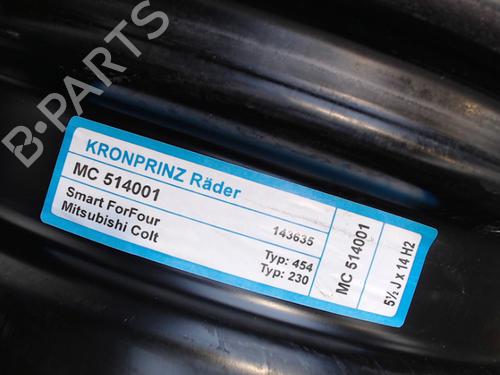 B-PARTS
KRONPRINZ Räder
MC 514001
Smart ForFour 143635
Mitsubishi Colt
Typ: 454
Typ: 230
MC 514001
5½ J x 14 H2